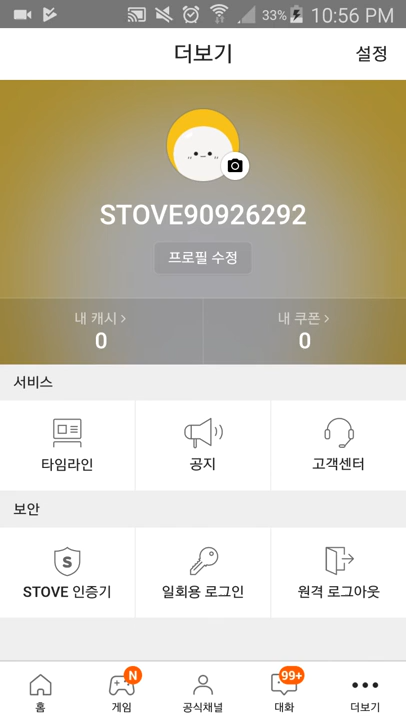 33% 10:56 PM
더보기 설정
STOVE90926292
프로필 수정
내 캐시 > 내 쿠폰 >
0 0
서비스
타임라인 공지 고객센터
보안
S
STOVE 인증기 일회용 로그인 원격 로그아웃
N 99+
홈 게임 공식채널 대화 더보기